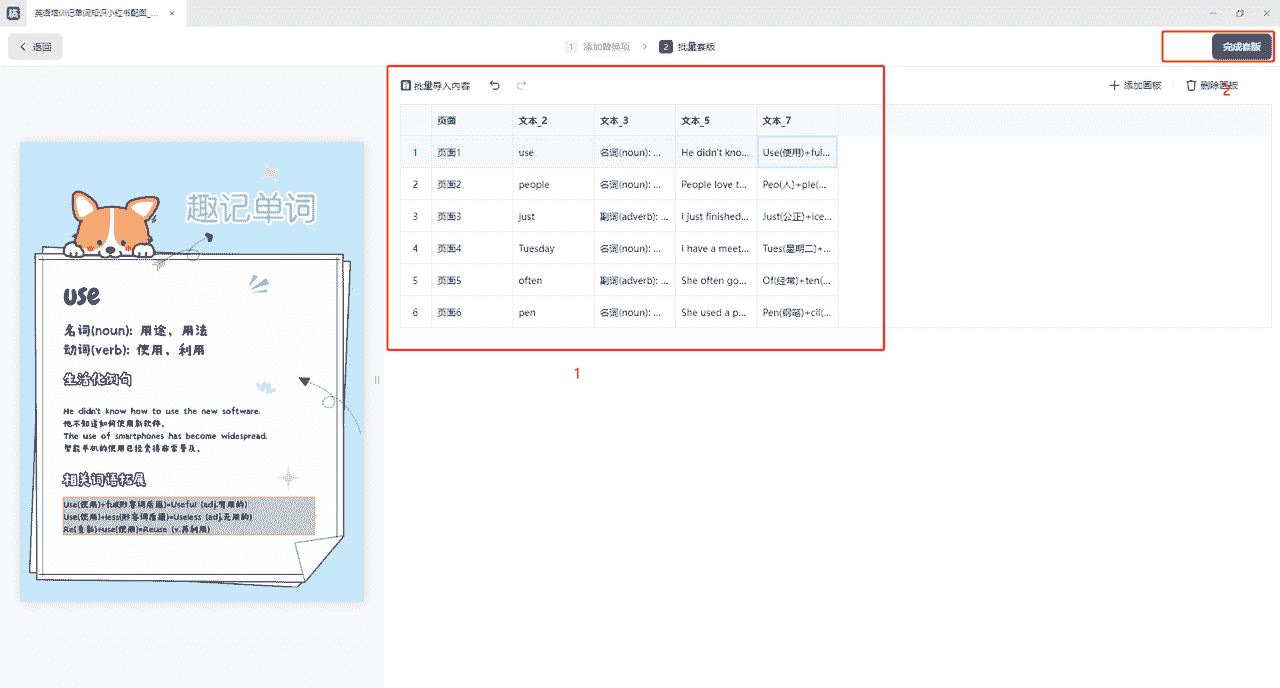 稿
英语培训记单词知识小红书配图_... ×
返回
1 添加替换项 > 2 批量套版
完成套版
批量导入内容
添加画板
删除画板
2
页面 文本_2 文本_3 文本_5 文本_7
1 页面1 use 名词(noun): ... He didn't kno... Use(使用)+ful...
2 页面2 people 名词(noun): ... People love t... Peo(人)+ple(...
3 页面3 just 副词(adverb): ... i just finished... Just(公正)+ice...
4 页面4 Tuesday 名词(noun): ... i have a meet... Tues(星期二)+...
5 页面5 often 副词(adverb): ... She often go... Of(经常)+ten(...
6 页面6 pen 名词(noun): ... She used a p... Pen(钢笔)+cil(...
1
趣记单词
use
名词(noun): 用途、用法
动词(verb): 使用、利用
生活化例句
He didn't know how to use the new software.
他不知道如何使用新软件。
The use of smartphones has become widespread.
智能手机的使用已经变得非常普及。
相关词语拓展
Use(使用)+ful(形容词后缀)=Useful (adj.有用的)
Use(使用)+less(形容词后缀)=Useless (adj.无用的)
Re(重新)+use(使用)=Reuse (v.再利用)